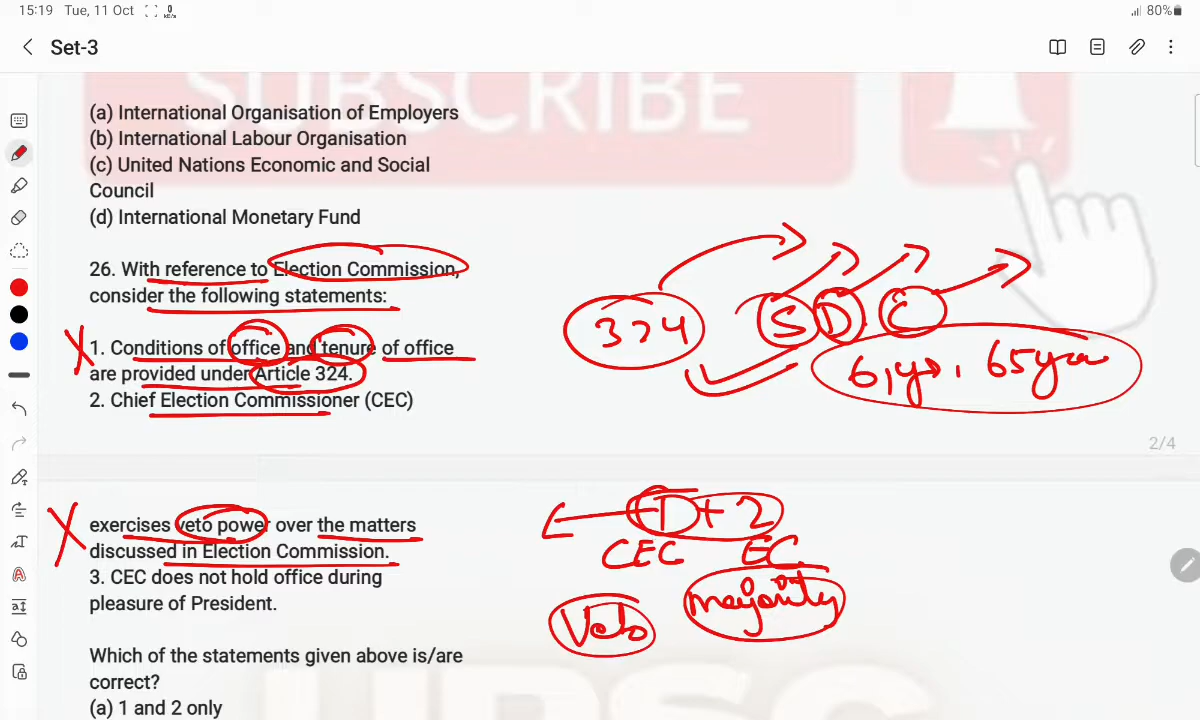 15:19 Tue, 11 Oct 0 KB/s 80%
Set-3
SUBSCRIBE
(a) International Organisation of Employers
(b) International Labour Organisation
(c) United Nations Economic and Social
Council
(d) International Monetary Fund
26. With reference to Election Commission,
consider the following statements:
324 S D C
X 1. Conditions of office and tenure of office
are provided under Article 324.
6 yrs, 65 year
2. Chief Election Commissioner (CEC)
2/4
X exercises veto power over the matters
1 + 2
discussed in Election Commission.
CEC EC
3. CEC does not hold office during
pleasure of President.
Veto majority
Which of the statements given above is/are
correct?
(a) 1 and 2 only
UPSC